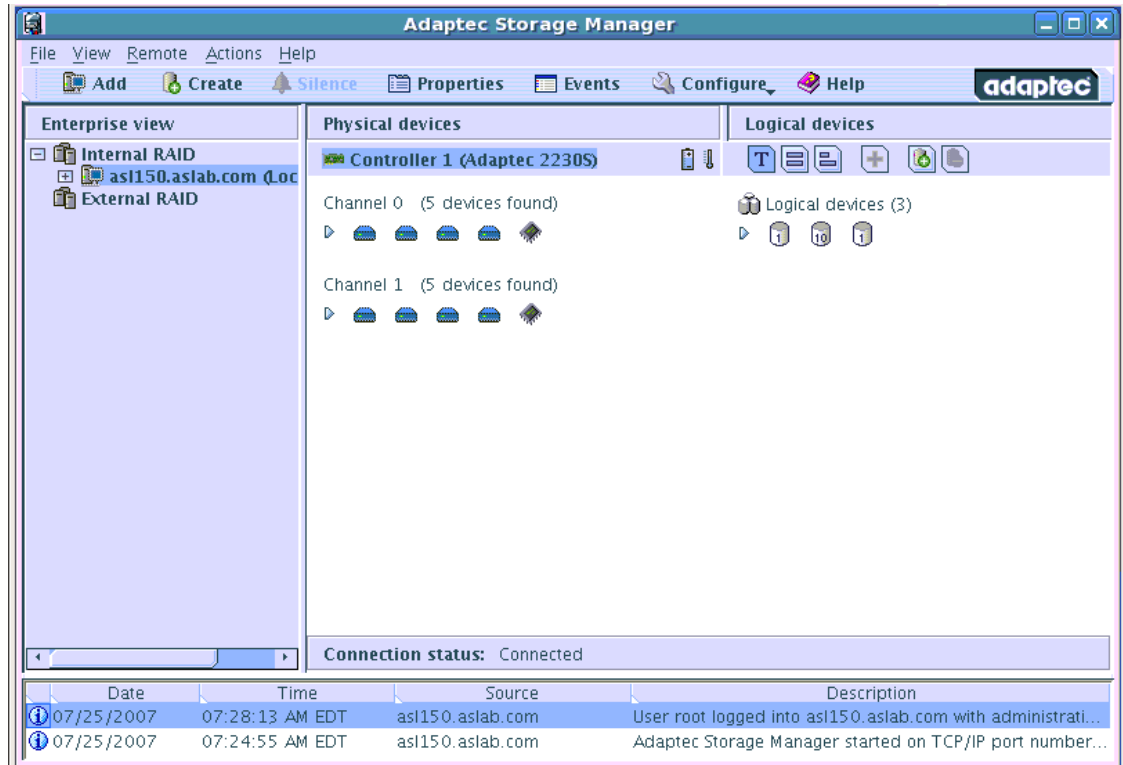 Adaptec Storage Manager
File View Remote Actions Help
Add Create Silence Properties Events Configure Help adaptec
Enterprise view
Internal RAID
asl150.aslab.com (Loc
External RAID
Physical devices
Controller 1 (Adaptec 2230S)
Channel 0 (5 devices found)
Channel 1 (5 devices found)
Logical devices
T
Logical devices (3)
1 10 1
Connection status: Connected
Date Time Source Description
07/25/2007 07:28:13 AM EDT asl150.aslab.com User root logged into asl150.aslab.com with administrati...
07/25/2007 07:24:55 AM EDT asl150.aslab.com Adaptec Storage Manager started on TCP/IP port number...